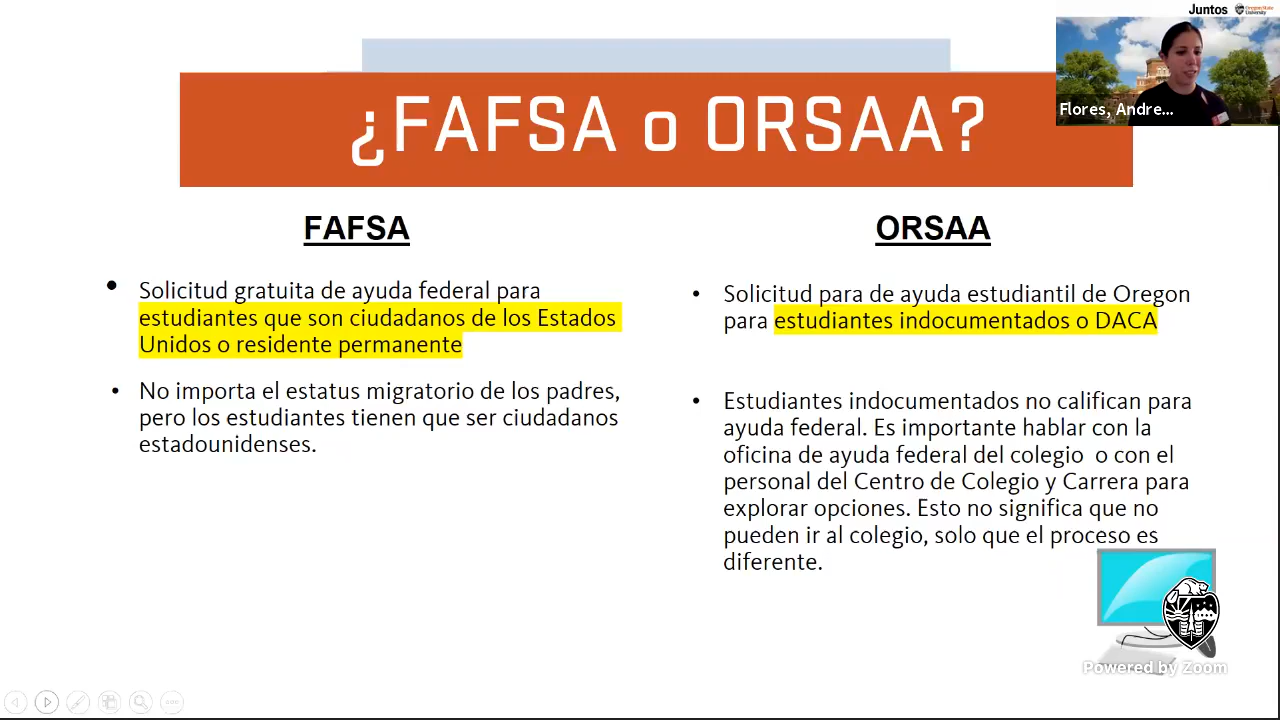 Juntos
Oregon State
University
Flores, Andre...
¿FAFSA o ORSAA?
FAFSA
• Solicitud gratuita de ayuda federal para
estudiantes que son ciudadanos de los Estados
Unidos o residente permanente
• No importa el estatus migratorio de los padres,
pero los estudiantes tienen que ser ciudadanos
estadounidenses.
ORSAA
• Solicitud para de ayuda estudiantil de Oregon
para estudiantes indocumentados o DACA
• Estudiantes indocumentados no califican para
ayuda federal. Es importante hablar con la
oficina de ayuda federal del colegio o con el
personal del Centro de Colegio y Carrera para
explorar opciones. Esto no significa que no
pueden ir al colegio, solo que el proceso es
diferente.
Powered by Zoom